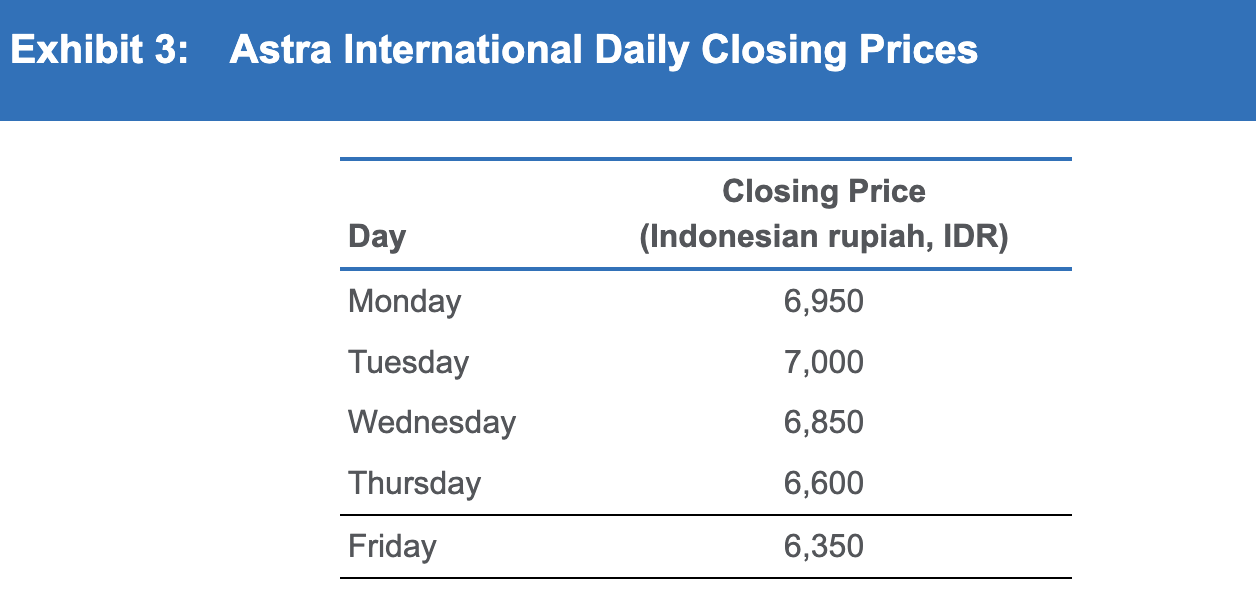 Exhibit 3: Astra International Daily Closing Prices
Closing Price
Day (Indonesian rupiah, IDR)
Monday 6,950
Tuesday 7,000
Wednesday 6,850
Thursday 6,600
Friday 6,350